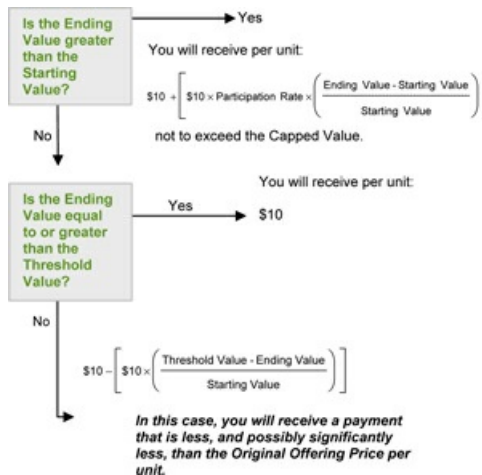 Is the Ending
Value greater
than the
Starting
Value?
Yes
You will receive per unit:
$10 + [ $10 × Participation Rate × ( Ending Value - Starting Value
Starting Value ) ]
not to exceed the Capped Value.
No
Is the Ending
Value equal
to or greater
than the
Threshold
Value?
Yes
You will receive per unit:
$10
No
$10 – [ $10 × ( Threshold Value - Ending Value
Starting Value ) ]
In this case, you will receive a payment
that is less, and possibly significantly
less, than the Original Offering Price per
unit.